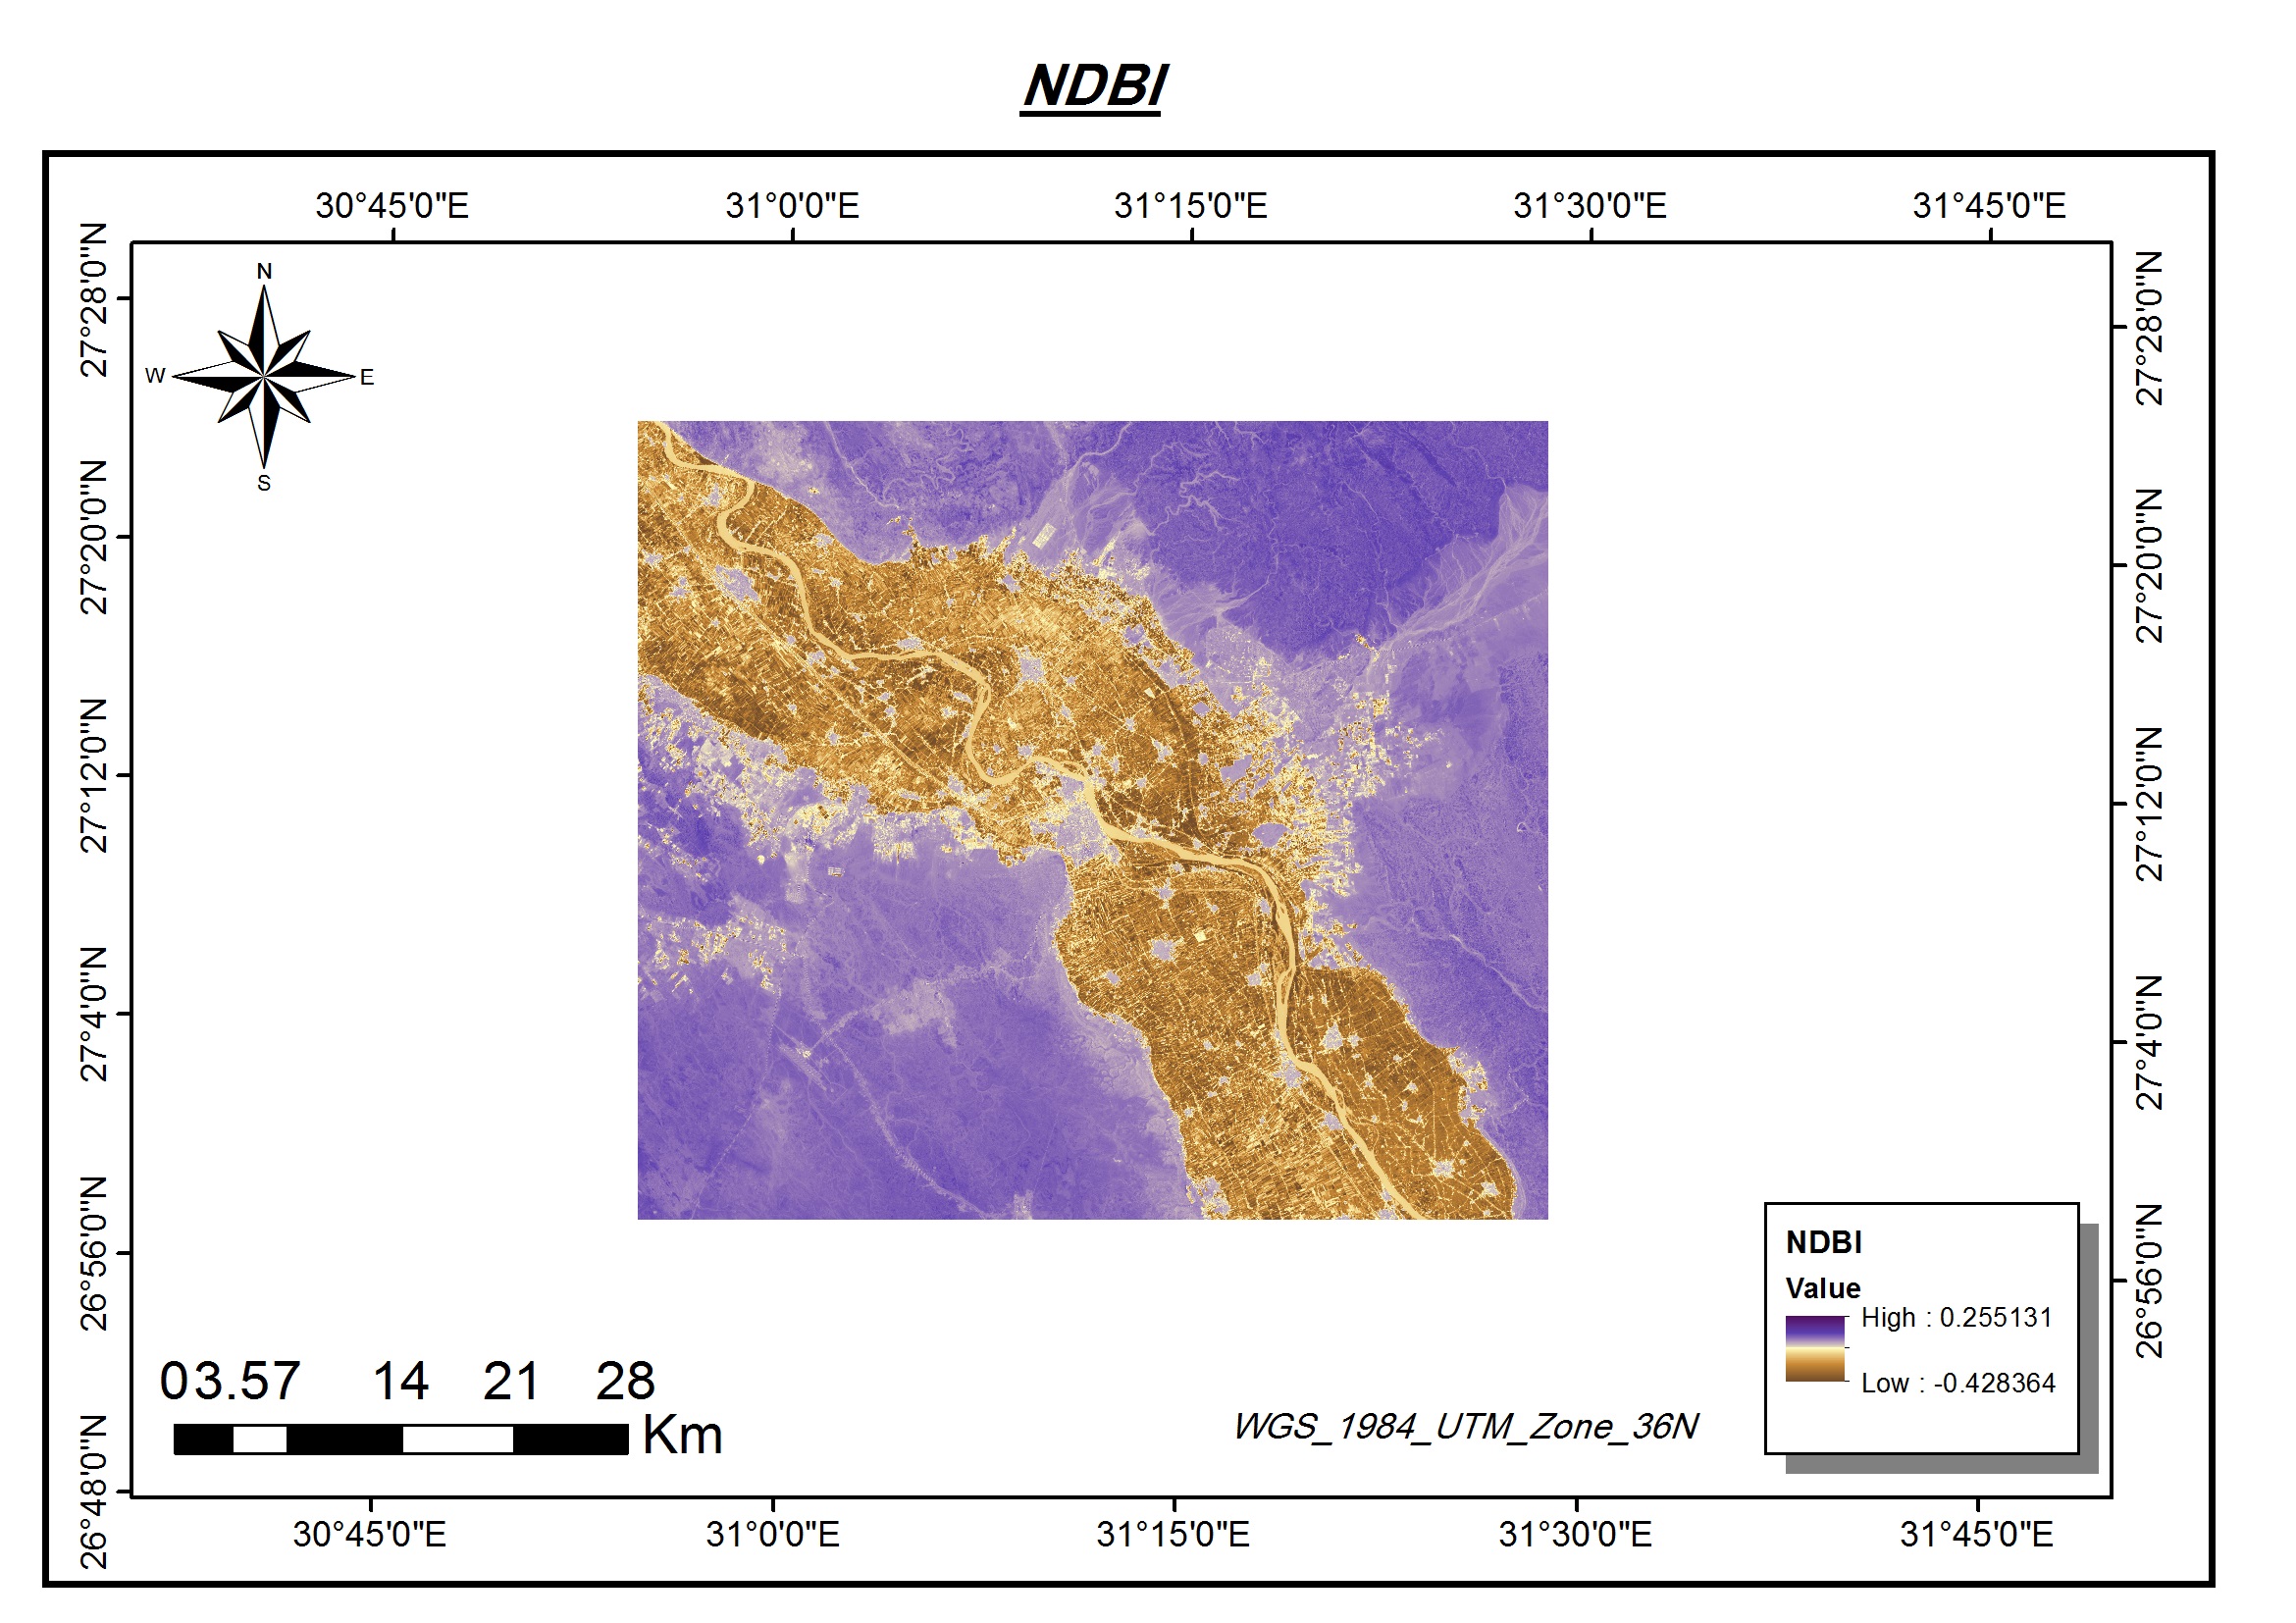 NDBI
30°45'0"E 31°0'0"E 31°15'0"E 31°30'0"E 31°45'0"E
27°28'0"N 27°28'0"N
N
W E
S
27°20'0"N 27°20'0"N
27°12'0"N 27°12'0"N
27°4'0"N 27°4'0"N
26°56'0"N 26°56'0"N
NDBI
Value
High : 0.255131
Low : -0.428364
03.57 14 21 28
Km
WGS_1984_UTM_Zone_36N
26°48'0"N
30°45'0"E 31°0'0"E 31°15'0"E 31°30'0"E 31°45'0"E